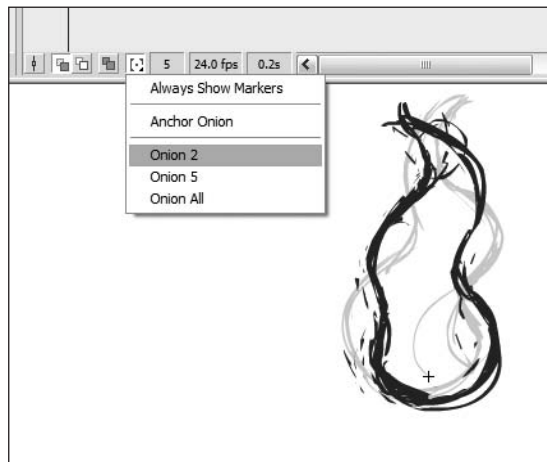 5 24.0 fps 0.2s
Always Show Markers
Anchor Onion
Onion 2
Onion 5
Onion All